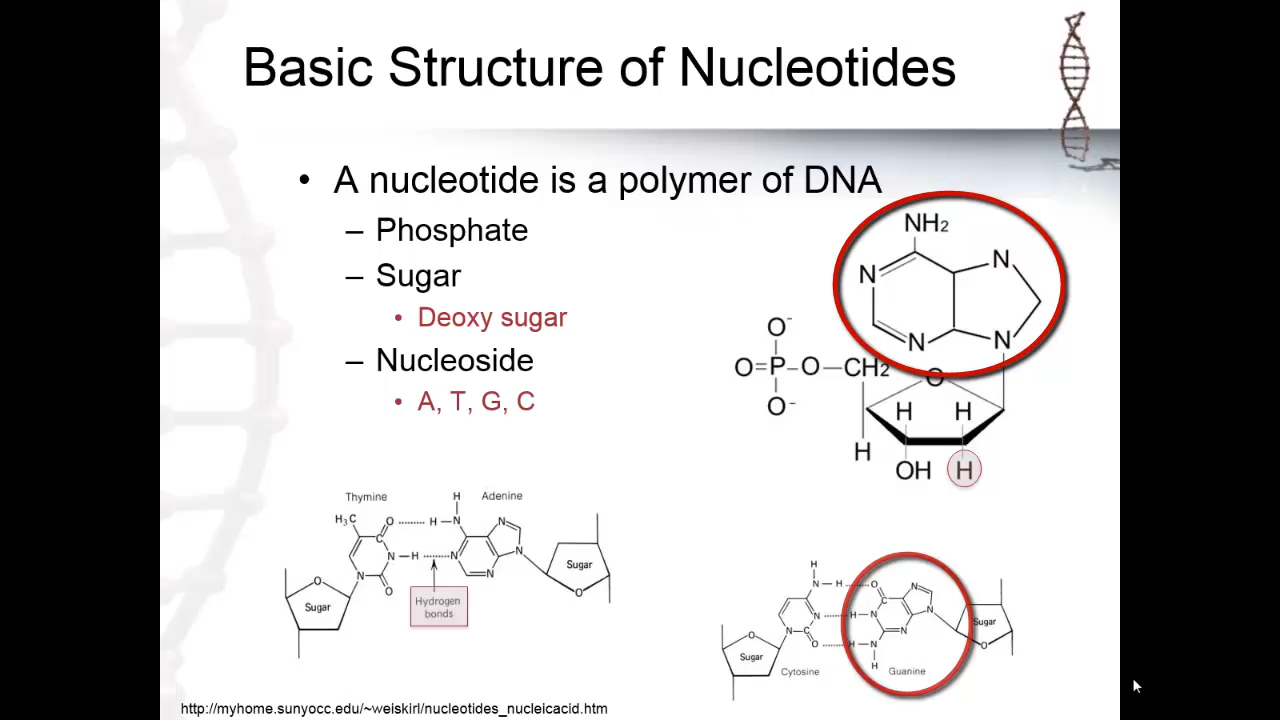 Basic Structure of Nucleotides
• A nucleotide is a polymer of DNA
– Phosphate
– Sugar
• Deoxy sugar
– Nucleoside
• A, T, G, C
NH2
N
N
N
N
O-
O=P–O–CH2
O-
O
H
H
H
OH
H
Thymine
H
Adenine
H3C
O
H
N
N
C
N
H
N
N
N
N
C
O
Sugar
O
Sugar
O
Hydrogen
bonds
H
N
H
O
N
C
N
H
N
N
N
N
C
O
H
N
H
O
Sugar
Sugar
O
Cytosine
Guanine
http://myhome.sunyocc.edu/~weiskirl/nucleotides_nucleicacid.htm